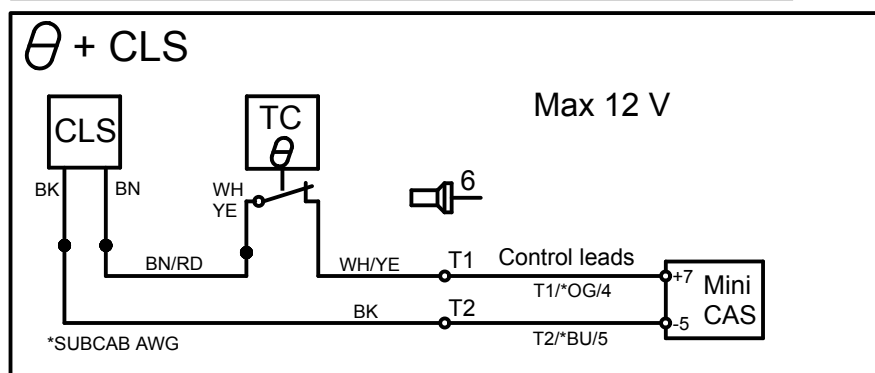 θ + CLS
CLS
TC
θ
Max 12 V
BK
BN
WH
YE
6
BN/RD
WH/YE
T1
Control leads
T1/*OG/4
+7
Mini
CAS
-5
BK
T2
T2/*BU/5
*SUBCAB AWG